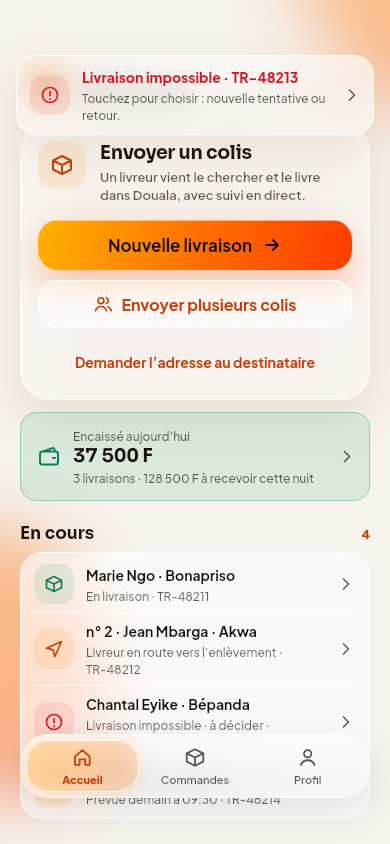 Livraison impossible · TR-48213
Touchez pour choisir : nouvelle tentative ou
retour.
Envoyer un colis
Un livreur vient le chercher et le livre
dans Douala, avec suivi en direct.
Nouvelle livraison
Envoyer plusieurs colis
Demander l’adresse au destinataire
Encaissé aujourd’hui
37 500 F
3 livraisons · 128 500 F à recevoir cette nuit
En cours
4
Marie Ngo · Bonapriso
En livraison · TR-48211
n° 2 · Jean Mbarga · Akwa
Livreur en route vers l’enlèvement ·
TR-48212
Chantal Eyike · Bépanda
Livraison impossible · à décider ·
Accueil
Commandes
Profil
Prévue demain à 09:30 · TR-48214